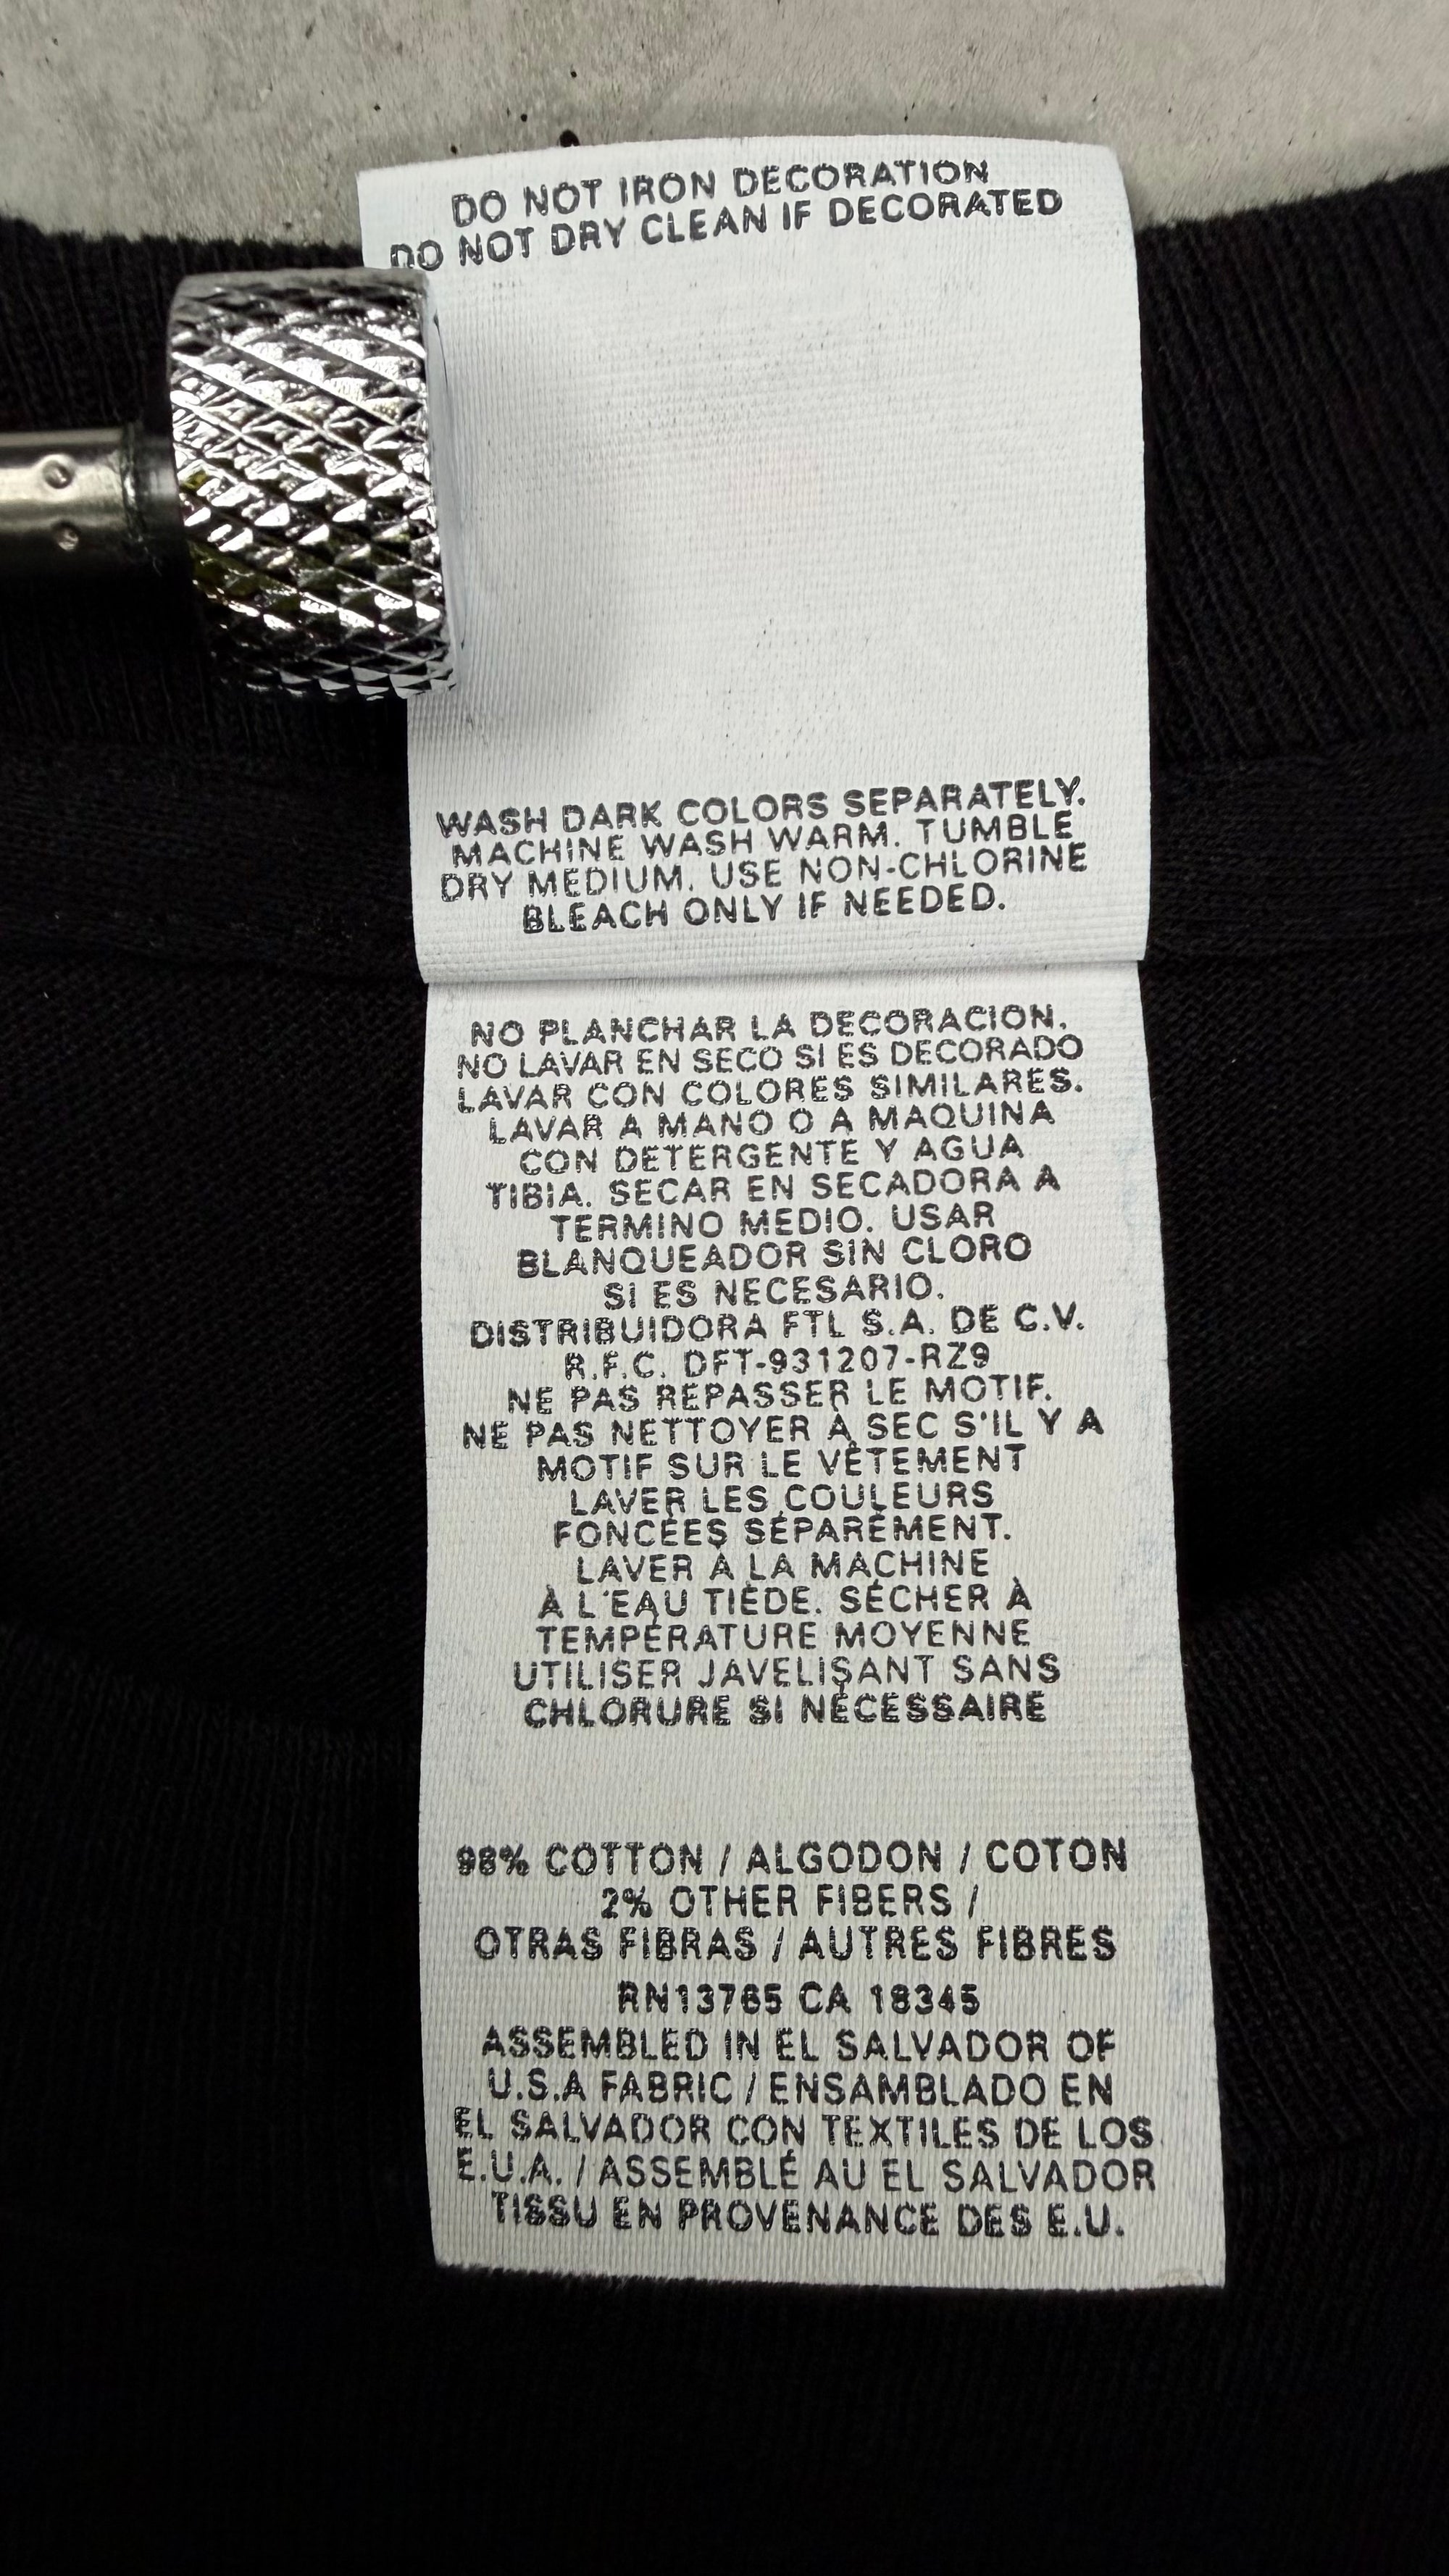 DO NOT IRON DECORATION
DO NOT DRY CLEAN IF DECORATED
WASH DARK COLORS SEPARATELY.
MACHINE WASH WARM. TUMBLE
DRY MEDIUM. USE NON-CHLORINE
BLEACH ONLY IF NEEDED.
NO PLANCHAR LA DECORACION.
NO LAVAR EN SECO SI ES DECORADO
LAVAR CON COLORES SIMILARES.
LAVAR A MANO O A MAQUINA
CON DETERGENTE Y AGUA
TIBIA. SECAR EN SECADORA A
TERMINO MEDIO. USAR
BLANQUEADOR SIN CLORO
SI ES NECESARIO.
DISTRIBUIDORA FTL S.A. DE C.V.
R.F.C. DFT-931207-RZ9
NE PAS REPASSER LE MOTIF.
NE PAS NETTOYER À SEC S'IL Y A
MOTIF SUR LE VÊTEMENT
LAVER LES COULEURS
FONCÉES SÉPARÉMENT.
LAVER À LA MACHINE
À L'EAU TIÈDE. SÉCHER À
TEMPÉRATURE MOYENNE
UTILISER JAVELISANT SANS
CHLORURE SI NÉCESSAIRE
98% COTTON / ALGODON / COTON
2% OTHER FIBERS /
OTRAS FIBRAS / AUTRES FIBRES
RN13765 CA 18345
ASSEMBLED IN EL SALVADOR OF
U.S.A FABRIC / ENSAMBLADO EN
EL SALVADOR CON TEXTILES DE LOS
E.U.A. / ASSEMBLÉ AU EL SALVADOR
TISSU EN PROVENANCE DES E.U.